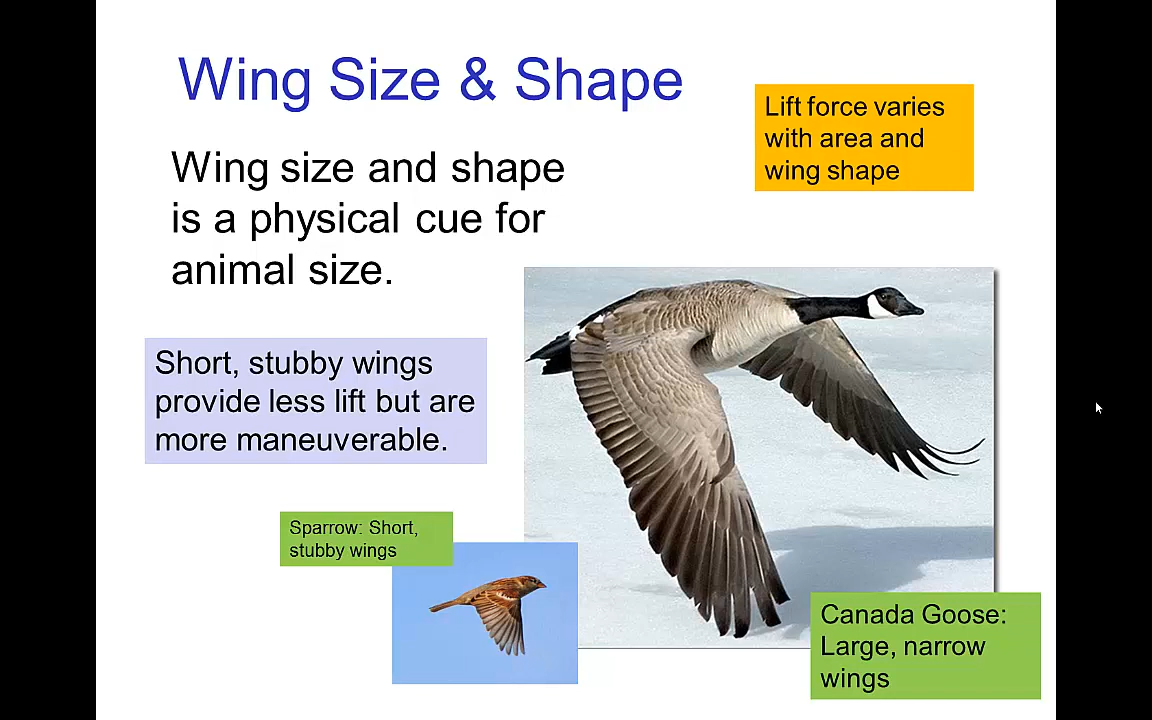 Wing Size & Shape
Lift force varies
with area and
wing shape
Wing size and shape
is a physical cue for
animal size.
Short, stubby wings
provide less lift but are
more maneuverable.
Sparrow: Short,
stubby wings
Canada Goose:
Large, narrow
wings